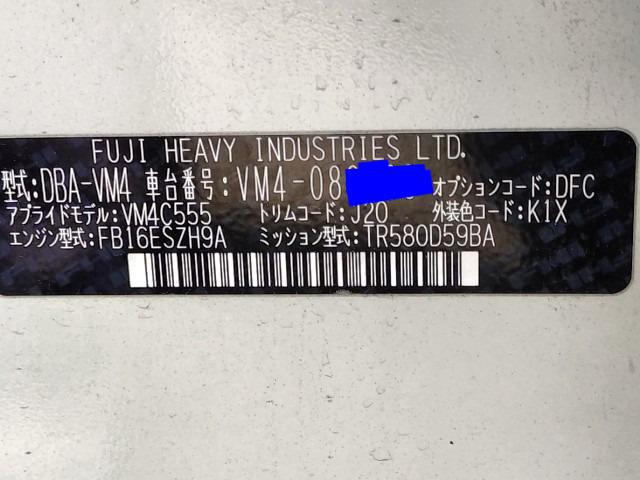 FUJI HEAVY INDUSTRIES LTD.
型式:DBA-VM4 車台番号:VM4-08 オプションコード:DFC
アプライドモデル:VM4C555 トリムコード:J20 外装色コード:K1X
エンジン型式:FB16ESZH9A ミッション型式:TR580D59BA